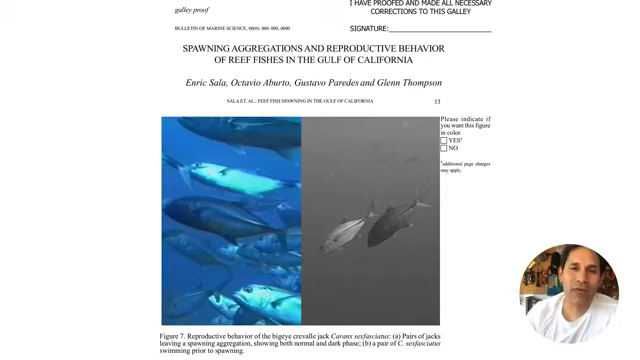 I HAVE PROOFED AND MADE ALL NECESSARY
CORRECTIONS TO THIS GALLEY
galley proof
BULLETIN OF MARINE SCIENCE, 00(0): 000–000, 0000
SIGNATURE:
SPAWNING AGGREGATIONS AND REPRODUCTIVE BEHAVIOR
OF REEF FISHES IN THE GULF OF CALIFORNIA
Enric Sala, Octavio Aburto, Gustavo Paredes and Glenn Thompson
SALA ET. AL.: FEEF FISH SPAWNING IN THE GULF OF CALIFORNIA
13
Please indicate if
you want this figure
in color
YES†
NO
†additional page charges
may apply.
Figure 7. Reproductive behavior of the bigeye crevalle jack Caranx sexfasciatus: (a) Pairs of jacks
leaving a spawning aggregation, showing both normal and dark phase; (b) a pair of C. sexfasciatus
swimming prior to spawning.